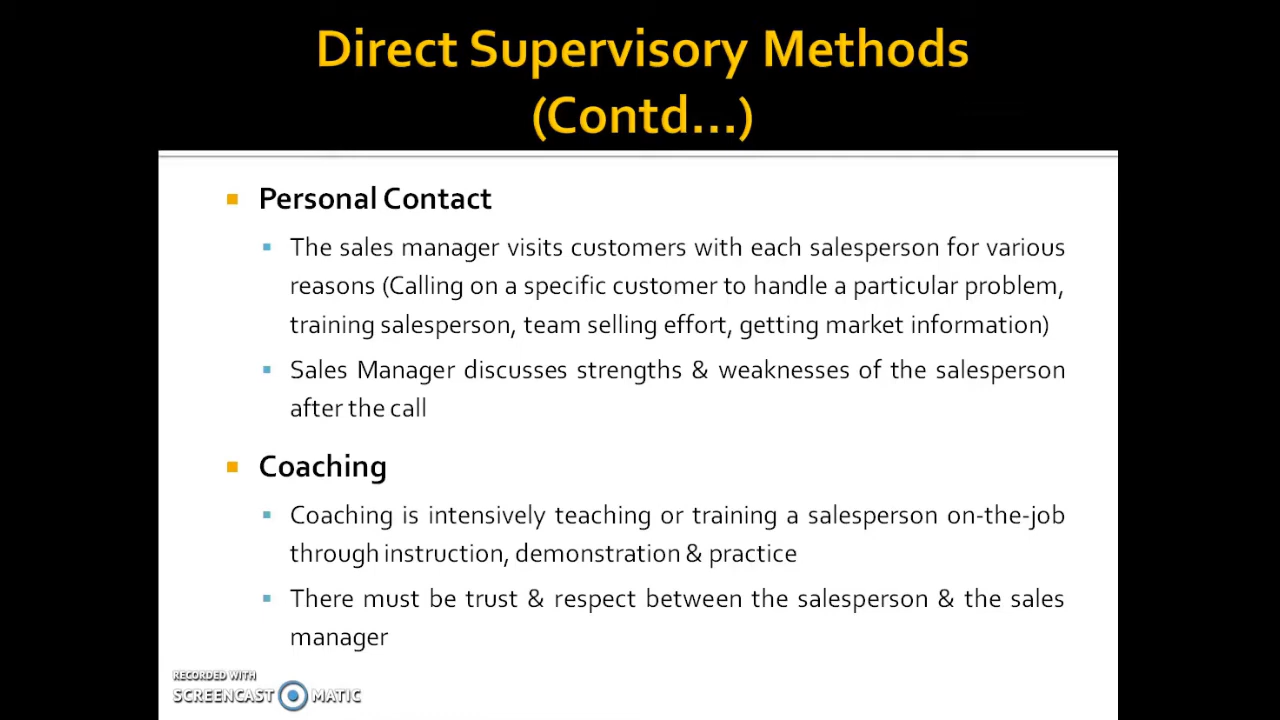 Direct Supervisory Methods
(Contd...)
Personal Contact
The sales manager visits customers with each salesperson for various
reasons (Calling on a specific customer to handle a particular problem,
training salesperson, team selling effort, getting market information)
Sales Manager discusses strengths & weaknesses of the salesperson
after the call
Coaching
Coaching is intensively teaching or training a salesperson on-the-job
through instruction, demonstration & practice
There must be trust & respect between the salesperson & the sales
manager
RECORDED WITH
SCREENCAST MATIC